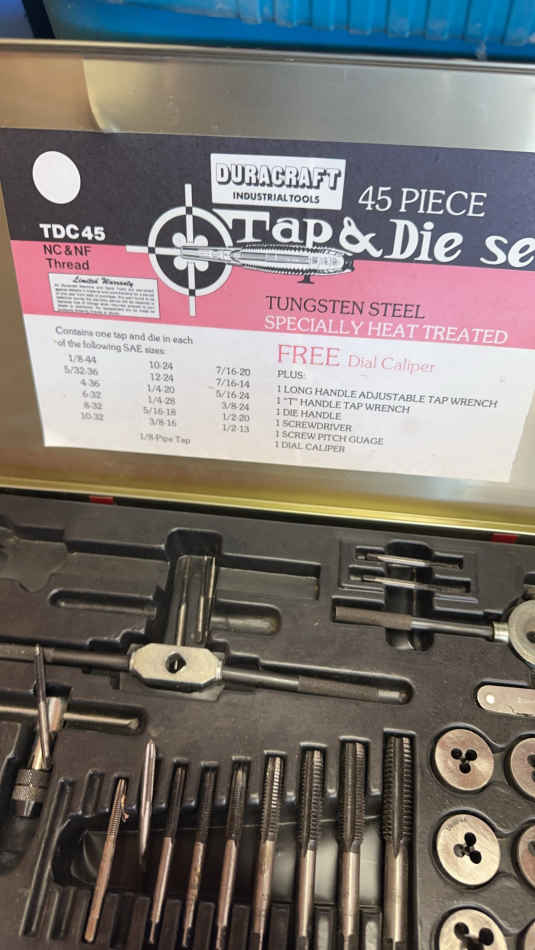 DURACRAFT
INDUSTRIAL TOOLS
45 PIECE
Tap & Die se
TDC45
NC & NF
Thread
Limited Warranty
TUNGSTEN STEEL
SPECIALLY HEAT TREATED
Contains one tap and die in each
of the following SAE sizes:
1/8-44
5/32-36
4-36
6-32
8-32
10-32
10-24
12-24
1/4-20
1/4-28
5/16-18
3/8-16
7/16-20
7/16-14
5/16-24
3/8-24
1/2-20
1/2-13
1/8-Pipe Tap
FREE Dial Caliper
PLUS:
1 LONG HANDLE ADJUSTABLE TAP WRENCH
1 "T" HANDLE TAP WRENCH
1 DIE HANDLE
1 SCREWDRIVER
1 SCREW PITCH GUAGE
1 DIAL CALIPER